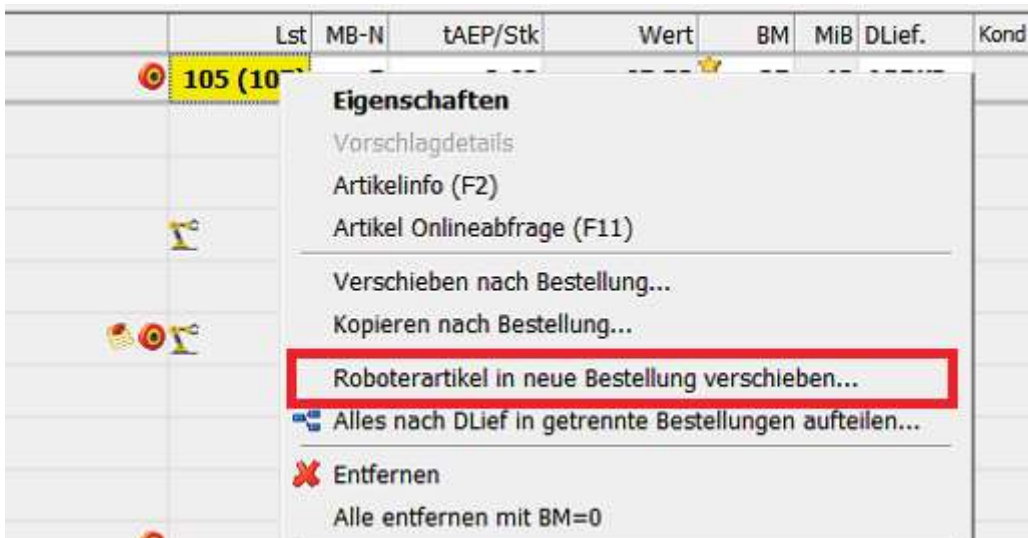 Lst MB-N tAEP/Stk Wert BM MiB DLief. Kond
105
Eigenschaften
Vorschlagdetails
Artikelinfo (F2)
Artikel Onlineabfrage (F11)
Verschieben nach Bestellung...
Kopieren nach Bestellung...
Roboterartikel in neue Bestellung verschieben...
Alles nach DLief in getrennte Bestellungen aufteilen...
Entfernen
Alle entfernen mit BM=0